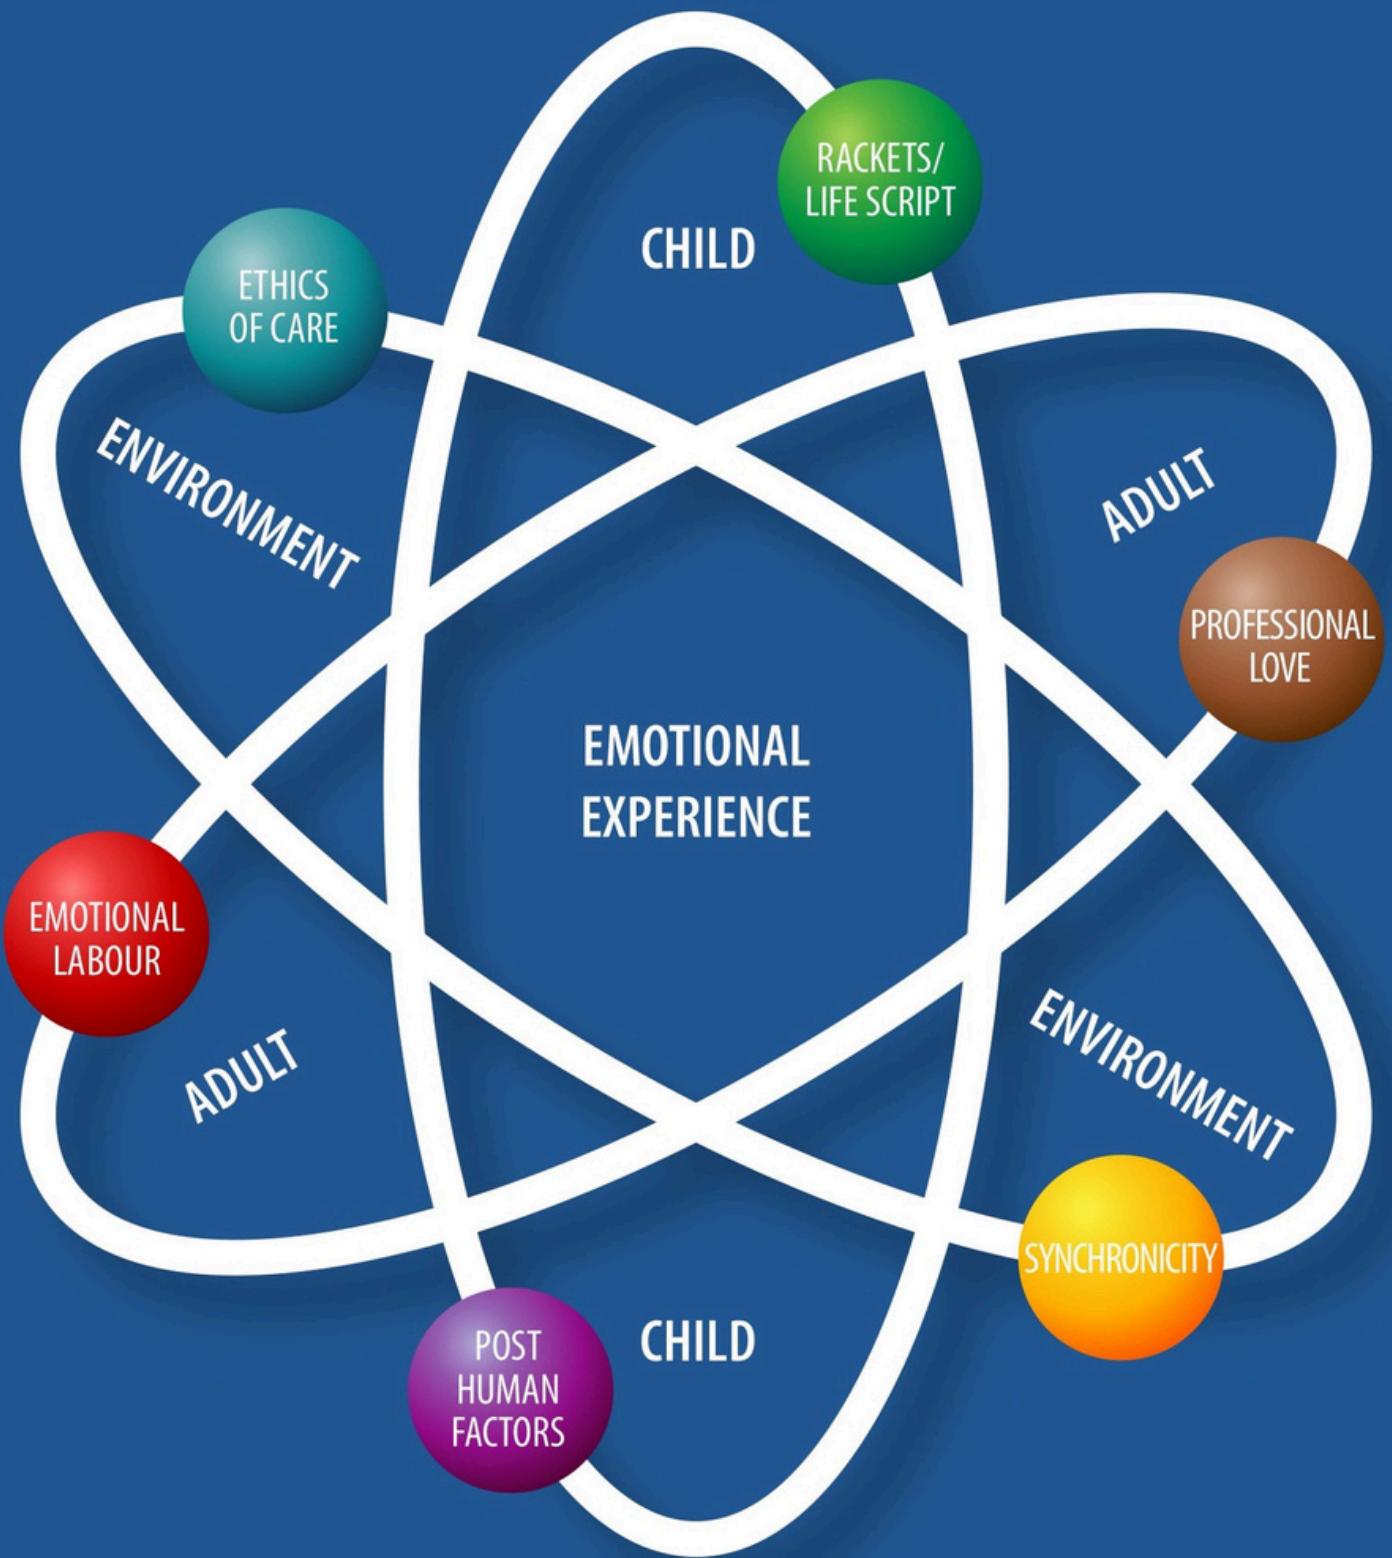 RACKETS/
LIFE SCRIPT
CHILD
ETHICS
OF CARE
ENVIRONMENT
ADULT
PROFESSIONAL
LOVE
EMOTIONAL
EXPERIENCE
EMOTIONAL
LABOUR
ADULT
ENVIRONMENT
SYNCHRONICITY
CHILD
POST
HUMAN
FACTORS